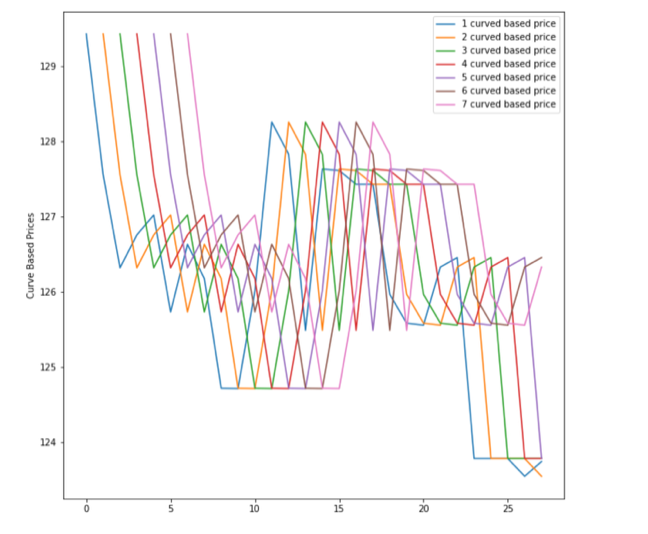 1 curved based price
2 curved based price
3 curved based price
4 curved based price
5 curved based price
6 curved based price
7 curved based price
129
128
127
126
125
124
Curve Based Prices
0 5 10 15 20 25